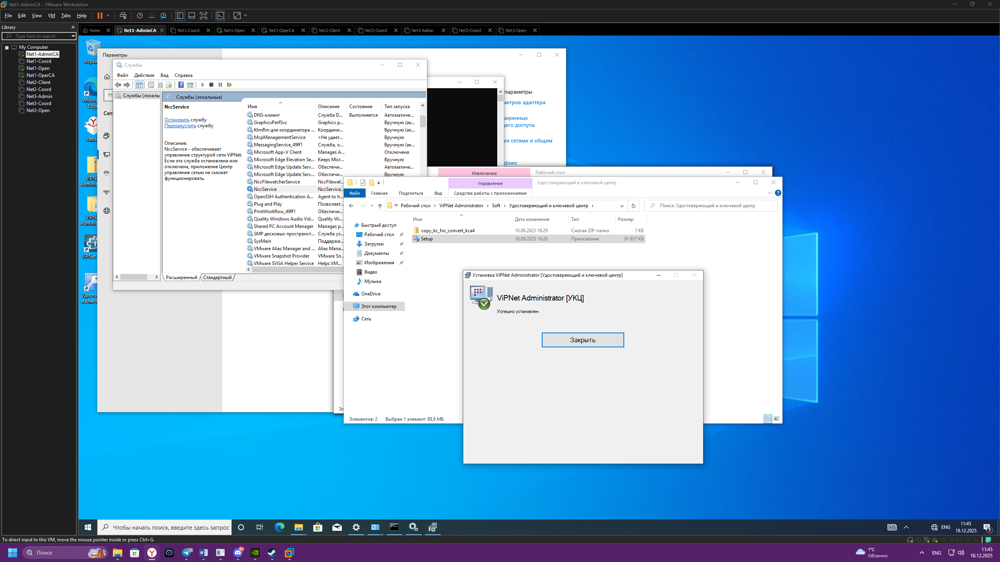 Net1-AdminCA - VMware Workstation
File Edit View VM Tabs Help
Library
Type here to search
My Computer
Net1-AdminCA
Net1-Coord
Net1-Open
Net1-OperCA
Net2-Client
Net2-Coord
Net3-Admin
Net3-Coord
Net3-Open
Home Net1-AdminCA Net1-Coord Net1-Open Net1-OperCA Net2-Client Net2-Coord Net3-Admin Net3-Coord Net3-Open
Корзи
Micros
Edge
Yande
ViPNe
Adminis
ViPNe
Adminis
ViPNet
Удосто
и ключ
Параметры
На
Сет
параметры
метров адаптера
ширенных
щего доступа
ия сетями и общим
dows
Службы
Файл Действие Вид Справка
Службы (локалы
Службы (локальные)
NccService
Остановить службу
Перезапустить службу
Описание:
NccService - обеспечивает
управление структурой сети ViPNet.
Если эта служба остановлена или
отключена, приложение Центр
управление сетью не сможет
функционировать.
Имя Описание Состояние Тип запуска
DNS-клиент Служба D... Выполняется Автоматиче...
GraphicsPerfSvc Graphics p... Вручную (ак...
KtmRm для координатора ... Координи... Вручную (ак...
McpManagementService <Не удает... Вручную
MessagingService_49ff1 Служба, о... Вручную (ак...
Microsoft App-V Client Manages A... Отключена
Microsoft Edge Elevation Se... Keeps Micr... Вручную
Microsoft Edge Update Serv... Обеспечи... Автоматиче...
Microsoft Edge Update Serv... Обеспечи... Вручную
NccFilewatcherService NccFilewat...
NccService NccService...
OpenSSH Authentication A... Agent to h...
Plug and Play Позволяет...
PrintWorkflow_49ff1 Обеспечи...
Quality Windows Audio Vid... Quality Wi...
Shared PC Account Manager Manages p...
SMP дисковых пространст... Служба уз...
SysMain Поддержи...
VMware Alias Manager and ... Alias Mana...
VMware Snapshot Provider VMware Sn...
VMware SVGA Helper Service Helps VM...
Расширенный Стандартный
Извлечение Рабочий стол
Эл
Управление Удостоверяющий и ключевой центр
Файл Главная Поделиться Вид Средства работы с приложениями
« Рабочий стол › ViPNet Administrator › Soft › Удостоверяющий и ключевой центр ›
Поиск: Удостоверяющий и ключевой центр
Быстрый доступ
Рабочий стол
Загрузки
Документы
Изображения
Видео
Музыка
OneDrive
Этот компьютер
Сеть
Имя Дата изменения Тип Размер
copy_kc_for_convert_kca4 10.09.2023 18:29 Сжатая ZIP-папка 1 КБ
Setup 10.09.2023 18:28 Приложение 91 837 КБ
Элементов: 2 Выбран 1 элемент: 89,6 МБ
Установка ViPNet Administrator [Удостоверяющий и ключевой центр]
ViPNet Administrator [УКЦ]
Успешно установлен.
Закрыть
Чтобы начать поиск, введите здесь запрос
ENG
11:45
18.12.2025
1
To direct input to this VM, move the mouse pointer inside or press Ctrl+G.
Поиск
35
9+
1°C
Облачно
ENG
11:45
18.12.2025